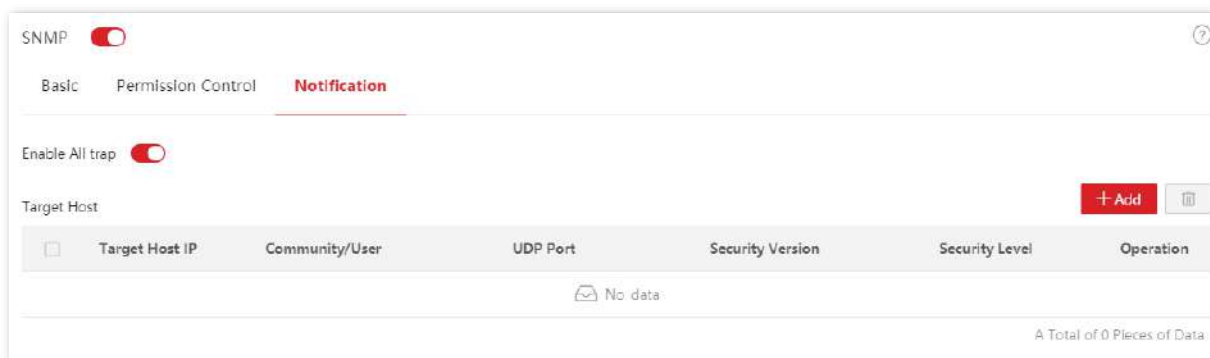 SNMP
Basic Permission Control Notification
Enable All trap
+ Add
Target Host
Target Host IP Community/User UDP Port Security Version Security Level Operation
No data
A Total of 0 Pieces of Data